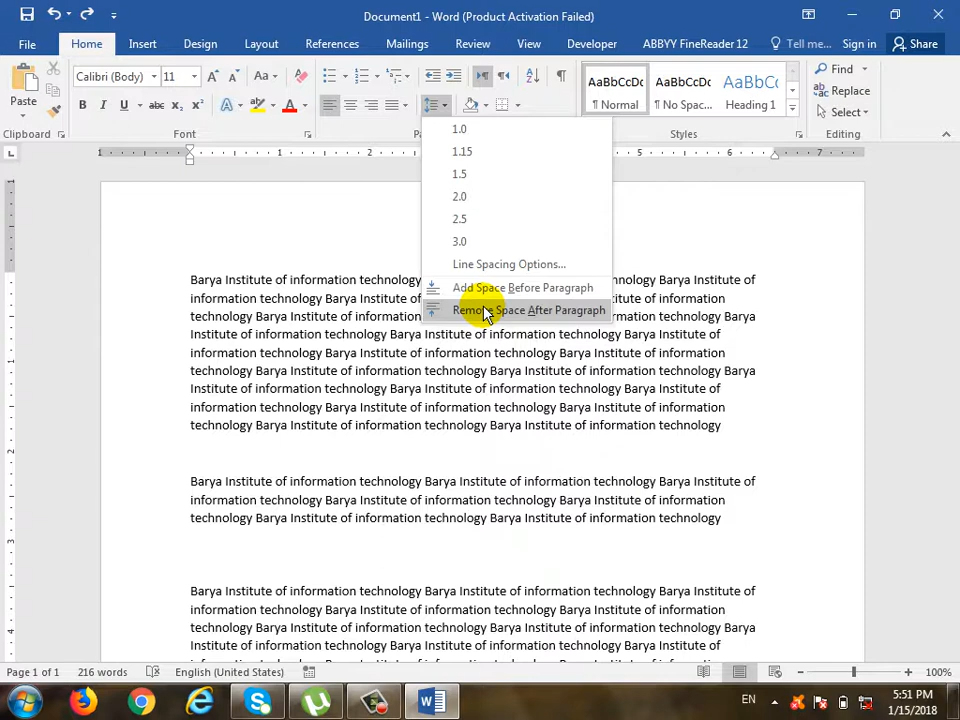 Document1 - Word (Product Activation Failed)
File Home Insert Design Layout References Mailings Review View Developer ABBYY FineReader 12 Tell me... Sign in Share
Paste
Calibri (Body) 11
Aa
B I U abc x₂ x² A
AaBbCcDc AaBbCcDc AaBbCc
¶ Normal ¶ No Spac... Heading 1
Find
Replace
Select
Clipboard Font Styles Editing
1.0
1.15
1.5
2.0
2.5
3.0
Line Spacing Options...
Add Space Before Paragraph
Remove Space After Paragraph
Barya Institute of information technology
information technology Barya Institute of
technology Barya Institute of information
Institute of information technology Barya Institute of information technology Barya Institute of
information technology Barya Institute of information technology Barya Institute of information
technology Barya Institute of information technology Barya Institute of information technology Barya
Institute of information technology Barya Institute of information technology Barya Institute of
information technology Barya Institute of information technology Barya Institute of information
technology Barya Institute of information technology Barya Institute of information technology
Barya Institute of information technology Barya Institute of information technology Barya Institute of
information technology Barya Institute of information technology Barya Institute of information
technology Barya Institute of information technology Barya Institute of information technology
Barya Institute of information technology Barya Institute of information technology Barya Institute of
information technology Barya Institute of information technology Barya Institute of information
technology Barya Institute of information technology Barya Institute of information technology Barya
Institute of information technology Barya Institute of information technology Barya Institute of
Page 1 of 1 216 words English (United States) 100%
EN
5:51 PM
1/15/2018